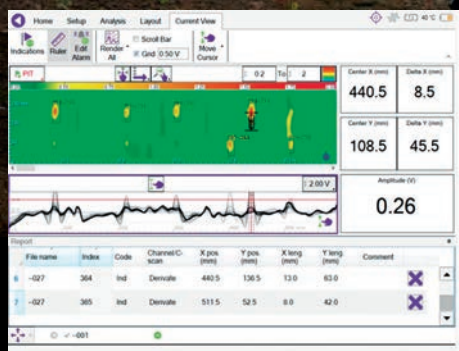 Home Setup Analysis Layout Current View
40 °C
Indications Ruler Edit Alarm Render All Scroll Bar Grid 0.50 V Move Cursor
PIT 0.2 To 2
Center X (mm) Delta X (mm)
440.5 8.5
Center Y (mm) Delta Y (mm)
108.5 45.5
2.00 V
Amplitude (V)
0.26
Report
File name Index Code Channel/C-scan X pos. (mm) Y pos. (mm) X leng. (mm) Y leng. (mm) Comment
6 -027 364 Ind Derivate 440.5 136.5 13.0 63.0
7 -027 365 Ind Derivate 511.5 52.5 8.0 42.0
-001